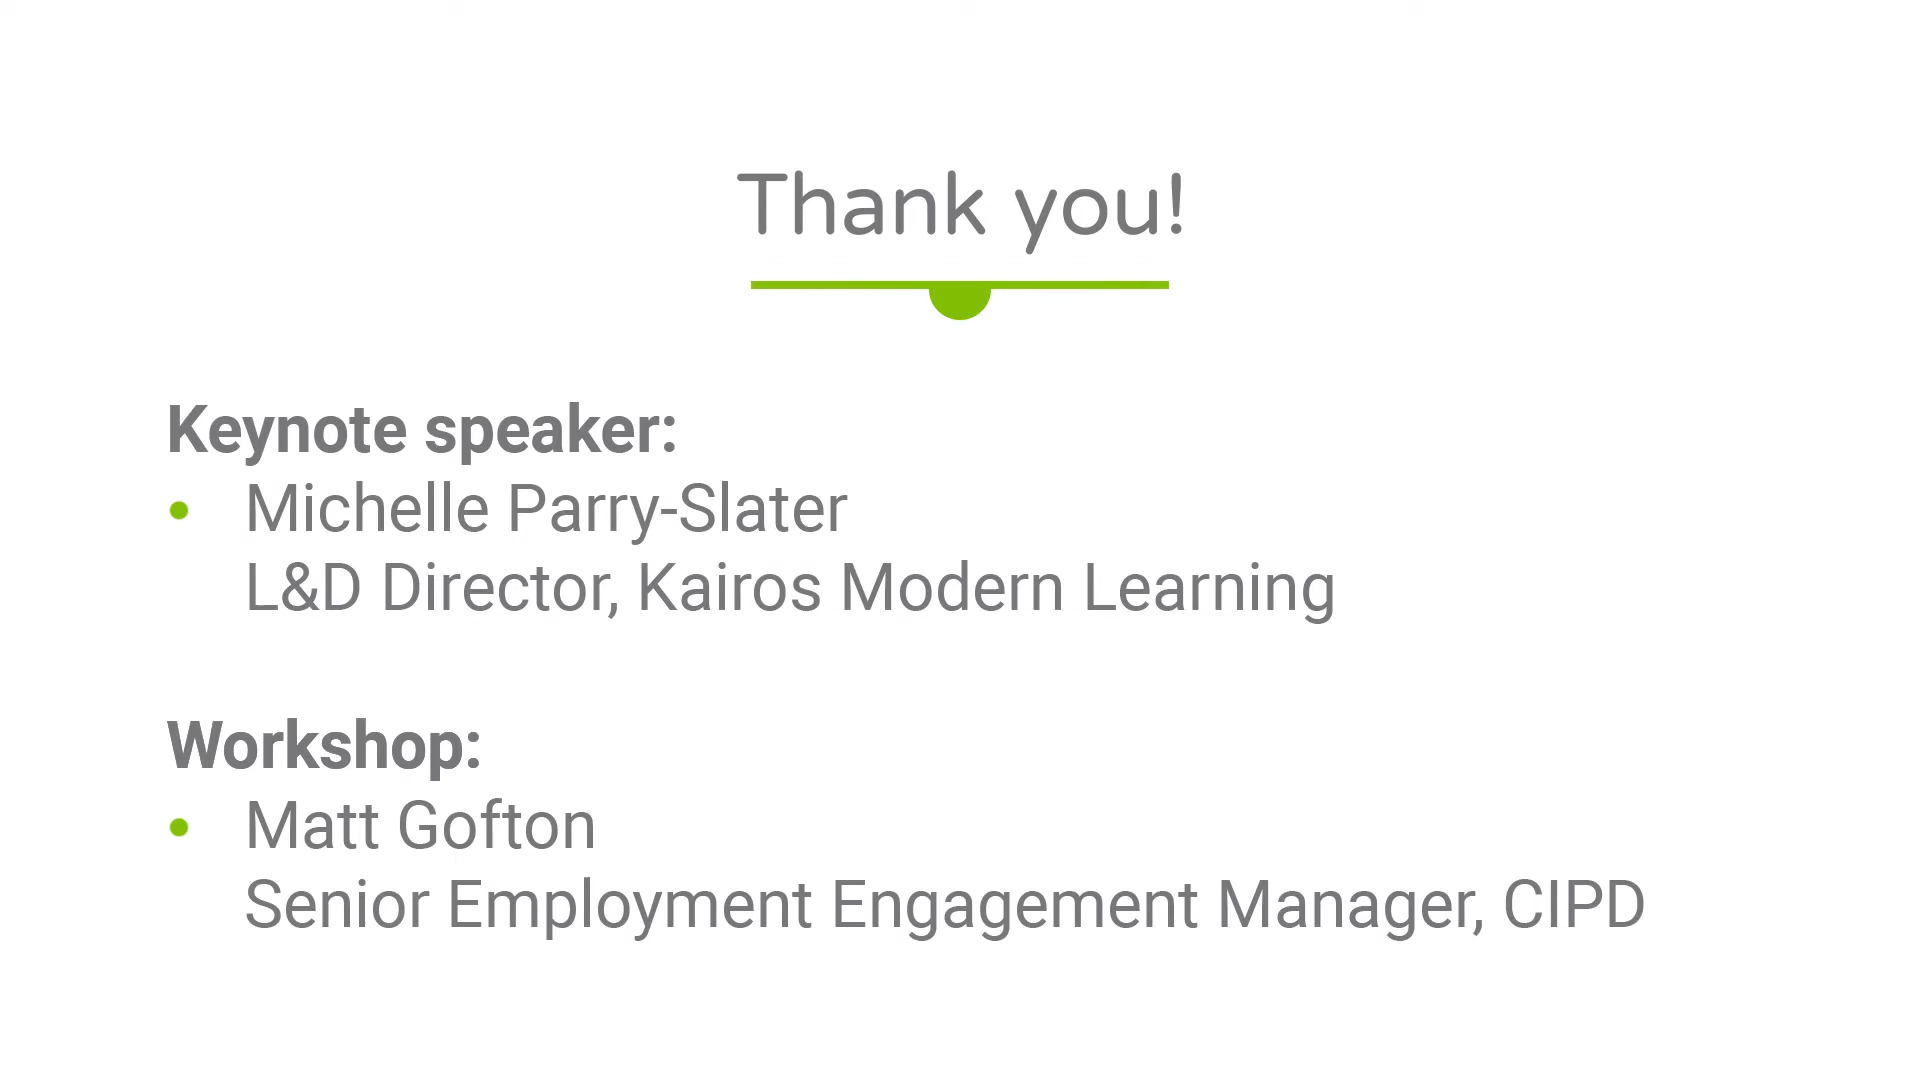 Thank you!
Keynote speaker:
• Michelle Parry-Slater
L&D Director, Kairos Modern Learning
Workshop:
• Matt Gofton
Senior Employment Engagement Manager, CIPD